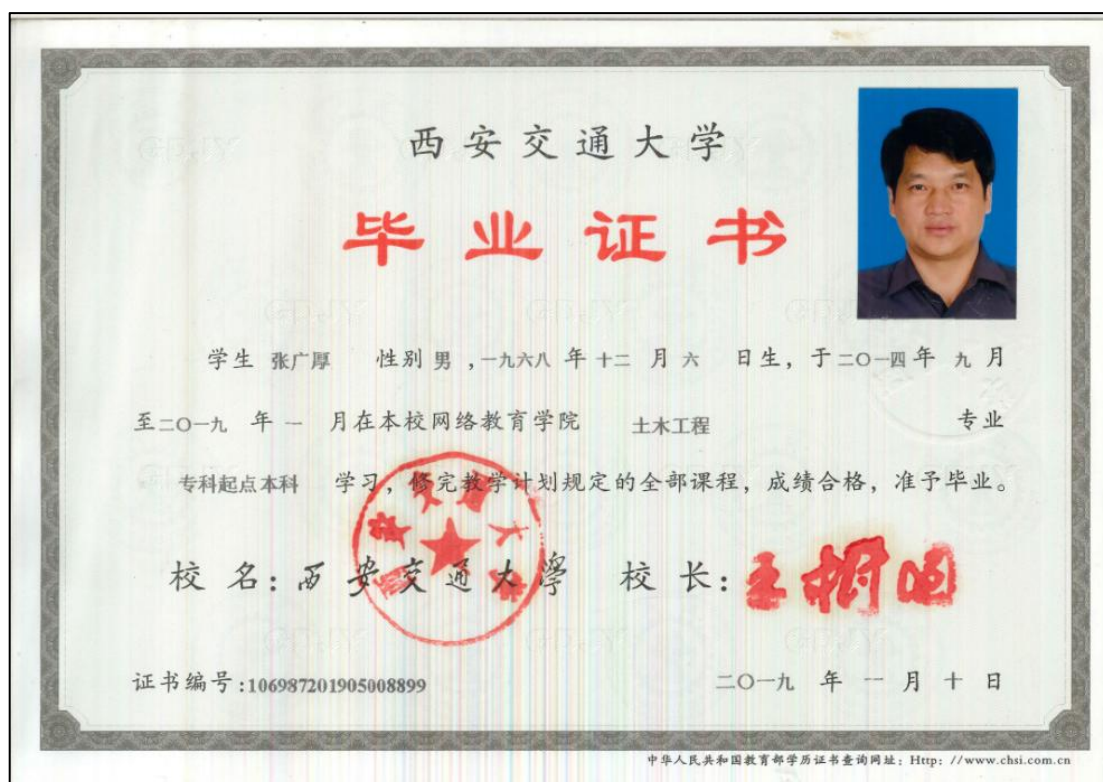 西安交通大学
毕业证书
学生 张广厚 性别 男 ,一九六八 年 十二 月 六 日生, 于二〇一四年 九 月
至二〇一九 年 一 月在本校网络教育学院 土木工程 专业
专科起点本科 学习, 修完教学计划规定的全部课程, 成绩合格, 准予毕业。
校 名: 西安交通大學 校 长: 王树国
证书编号:106987201905008899 二〇一九 年 一 月 十 日
中华人民共和国教育部学历证书查询网址: Http: //www.chsi.com.cn